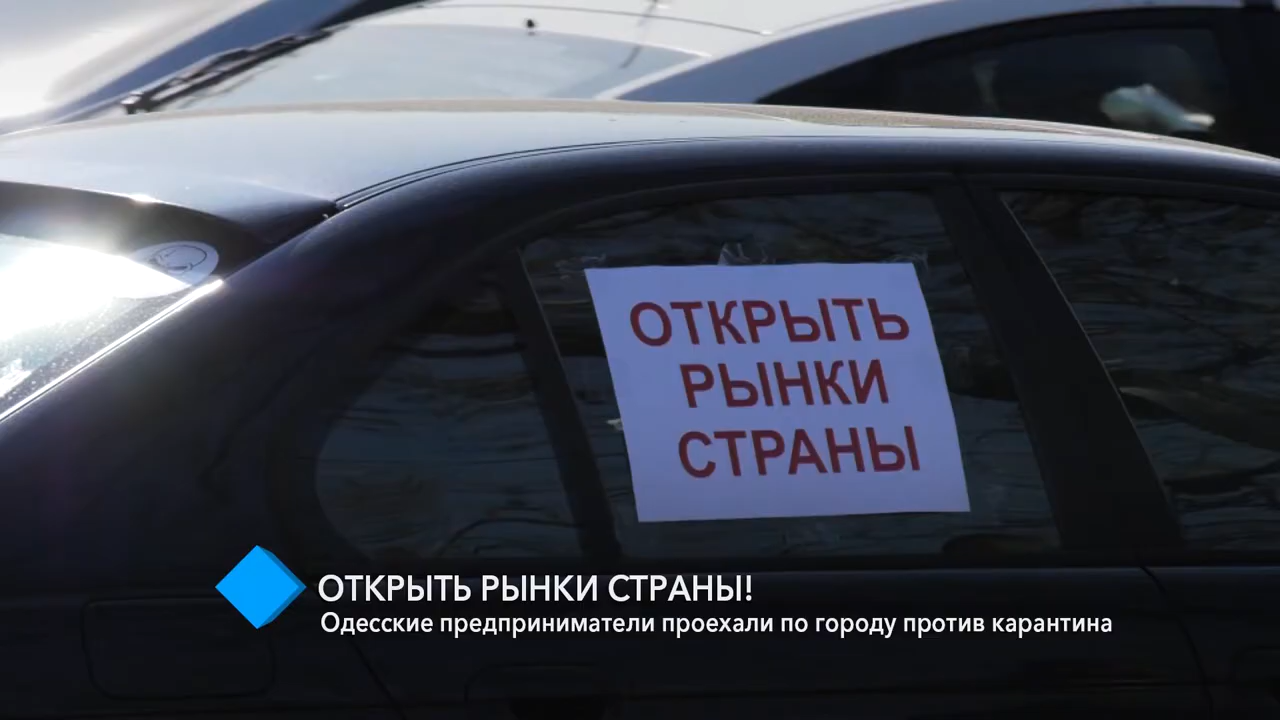 ОТКРЫТЬ
РЫНКИ
СТРАНЫ
ОТКРЫТЬ РЫНКИ СТРАНЫ!
Одесские предприниматели проехали по городу против карантина